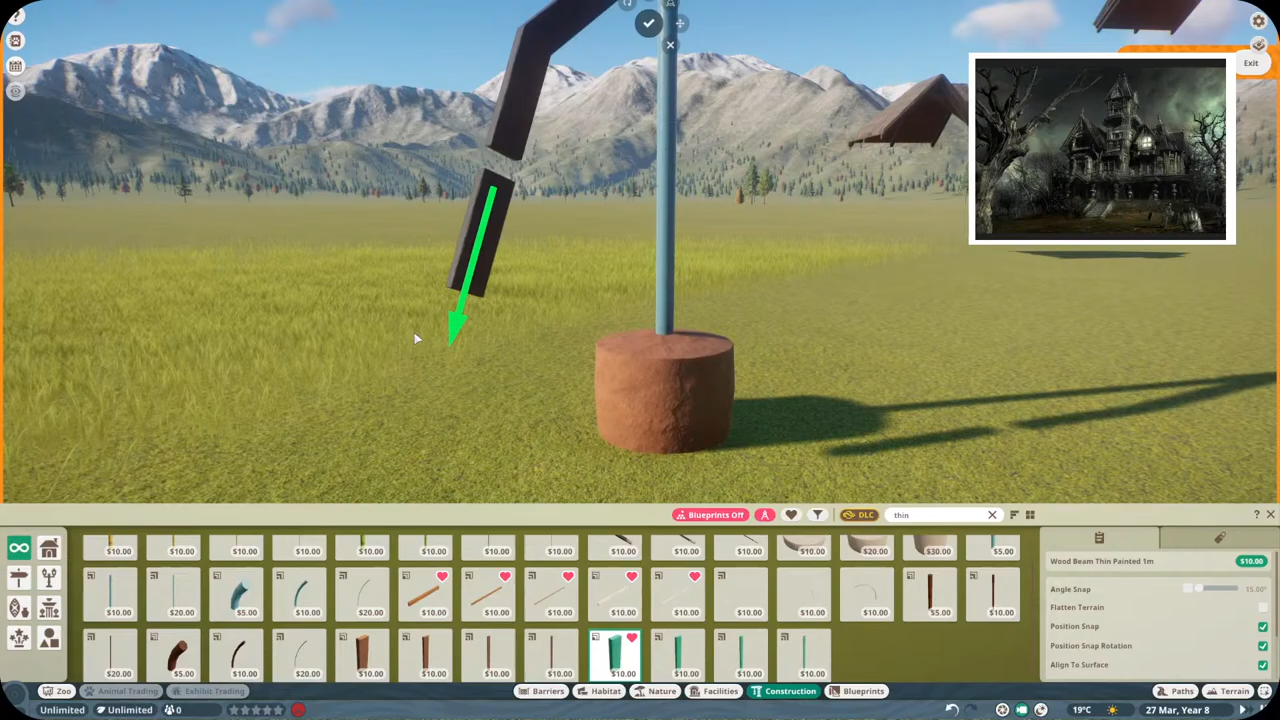 Exit
Blueprints Off
DLC
thin
$10.00 $10.00 $10.00 $10.00 $10.00 $10.00 $10.00 $10.00 $10.00 $10.00 $10.00 $10.00 $20.00 $30.00 $5.00
$10.00 $20.00 $5.00 $10.00 $20.00 $10.00 $10.00 $10.00 $10.00 $10.00 $10.00 $10.00 $10.00 $5.00 $10.00
$20.00 $5.00 $10.00 $20.00 $10.00 $10.00 $10.00 $10.00 $10.00 $10.00 $10.00 $10.00
Wood Beam Thin Painted 1m $10.00
Angle Snap 15.00°
Flatten Terrain
Position Snap
Position Snap Rotation
Align To Surface
Zoo Animal Trading Exhibit Trading Barriers Habitat Nature Facilities Construction Blueprints Paths Terrain
Unlimited Unlimited 0 19°C 27 Mar, Year 8